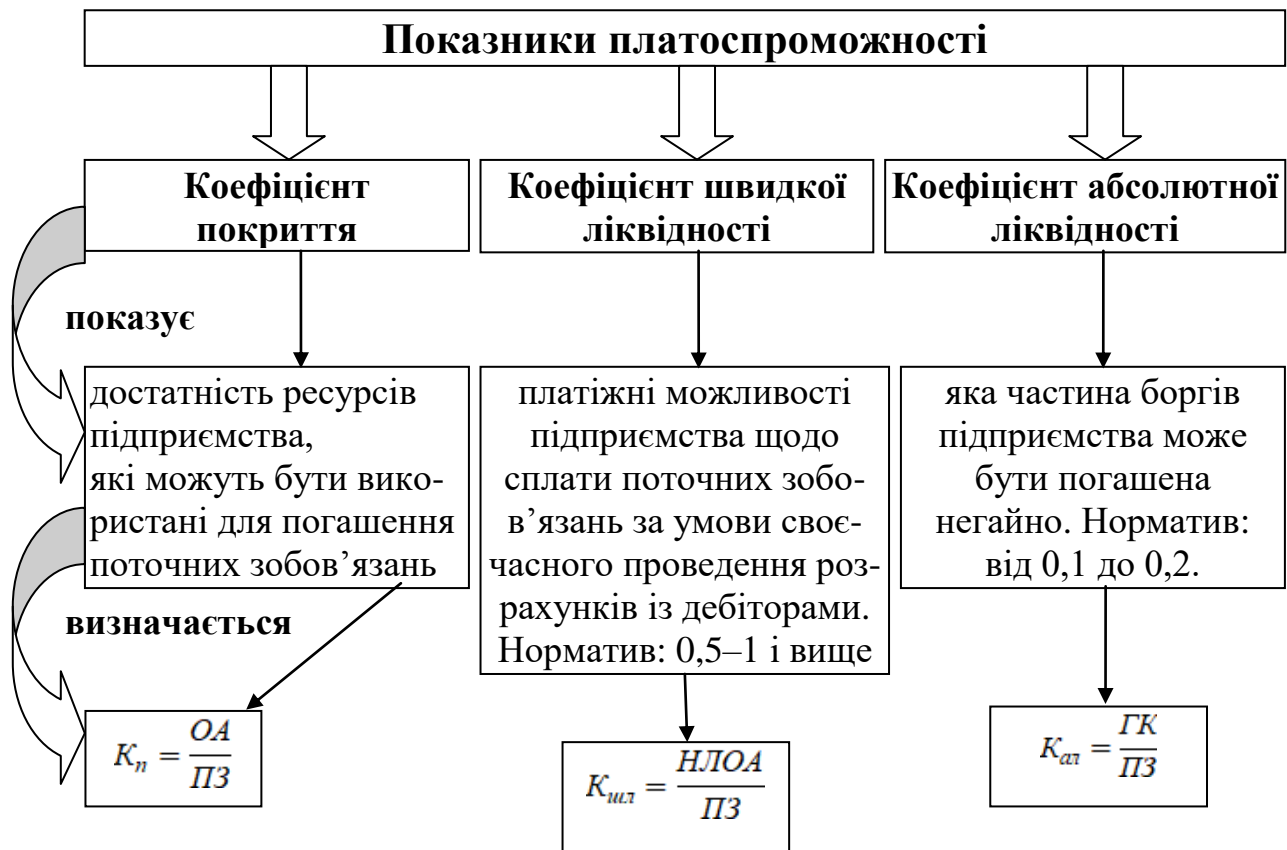 Показники платоспроможності
Коефіцієнт
покриття
Коефіцієнт швидкої
ліквідності
Коефіцієнт абсолютної
ліквідності
показує
достатність ресурсів
підприємства,
які можуть бути вико-
ристані для погашення
поточних зобов’язань
платіжні можливості
підприємства щодо
сплати поточних зобо-
в’язань за умови своє-
часного проведення роз-
рахунків із дебіторами.
Норматив: 0,5–1 і вище
яка частина боргів
підприємства може
бути погашена
негайно. Норматив:
від 0,1 до 0,2.
визначається
Kп = ОА / ПЗ
Kшл = НЛОА / ПЗ
Kал = ГК / ПЗ